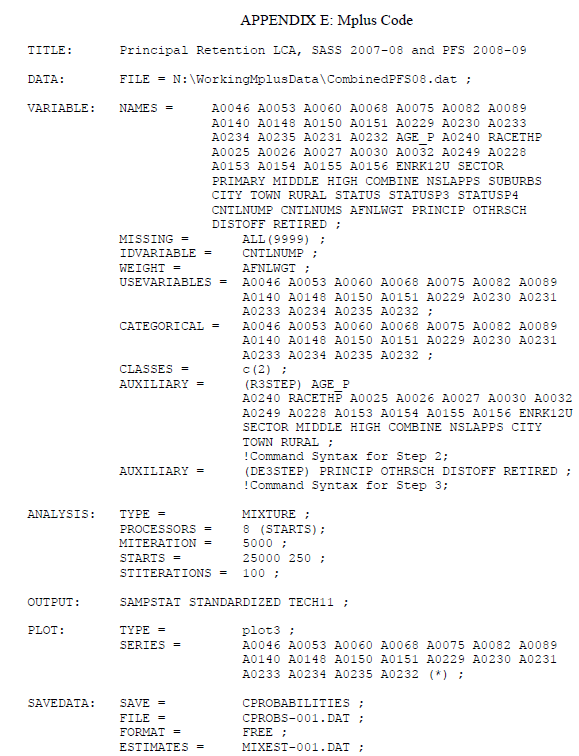 APPENDIX E: Mplus Code
TITLE: Principal Retention LCA, SASS 2007-08 and PFS 2008-09
DATA: FILE = N:\WorkingMplusData\CombinedPFS08.dat ;
VARIABLE: NAMES = A0046 A0053 A0060 A0068 A0075 A0082 A0089
A0140 A0148 A0150 A0151 A0229 A0230 A0233
A0234 A0235 A0231 A0232 AGE_P A0240 RACETHP
A0025 A0026 A0027 A0030 A0032 A0249 A0228
A0153 A0154 A0155 A0156 ENRK12U SECTOR
PRIMARY MIDDLE HIGH COMBINE NSLAPPS SUBURBS
CITY TOWN RURAL STATUS STATUSP3 STATUSP4
CNTLNUMP CNTLNUMS AFNLWGT PRINCIP OTHRSCH
DISTOFF RETIRED ;
MISSING = ALL(9999) ;
IDVARIABLE = CNTLNUMP ;
WEIGHT = AFNLWGT ;
USEVARIABLES = A0046 A0053 A0060 A0068 A0075 A0082 A0089
A0140 A0148 A0150 A0151 A0229 A0230 A0231
A0233 A0234 A0235 A0232 ;
CATEGORICAL = A0046 A0053 A0060 A0068 A0075 A0082 A0089
A0140 A0148 A0150 A0151 A0229 A0230 A0231
A0233 A0234 A0235 A0232 ;
CLASSES = c(2) ;
AUXILIARY = (R3STEP) AGE_P
A0240 RACETHP A0025 A0026 A0027 A0030 A0032
A0249 A0228 A0153 A0154 A0155 A0156 ENRK12U
SECTOR MIDDLE HIGH COMBINE NSLAPPS CITY
TOWN RURAL ;
!Command Syntax for Step 2;
AUXILIARY = (DE3STEP) PRINCIP OTHRSCH DISTOFF RETIRED ;
!Command Syntax for Step 3;
ANALYSIS: TYPE = MIXTURE ;
PROCESSORS = 8 (STARTS);
MITERATION = 5000 ;
STARTS = 25000 250 ;
STITERATIONS = 100 ;
OUTPUT: SAMPSTAT STANDARDIZED TECH11 ;
PLOT: TYPE = plot3 ;
SERIES = A0046 A0053 A0060 A0068 A0075 A0082 A0089
A0140 A0148 A0150 A0151 A0229 A0230 A0231
A0233 A0234 A0235 A0232 (*) ;
SAVEDATA: SAVE = CPROBABILITIES ;
FILE = CPROBS-001.DAT ;
FORMAT = FREE ;
ESTIMATES = MIXEST-001.DAT ;